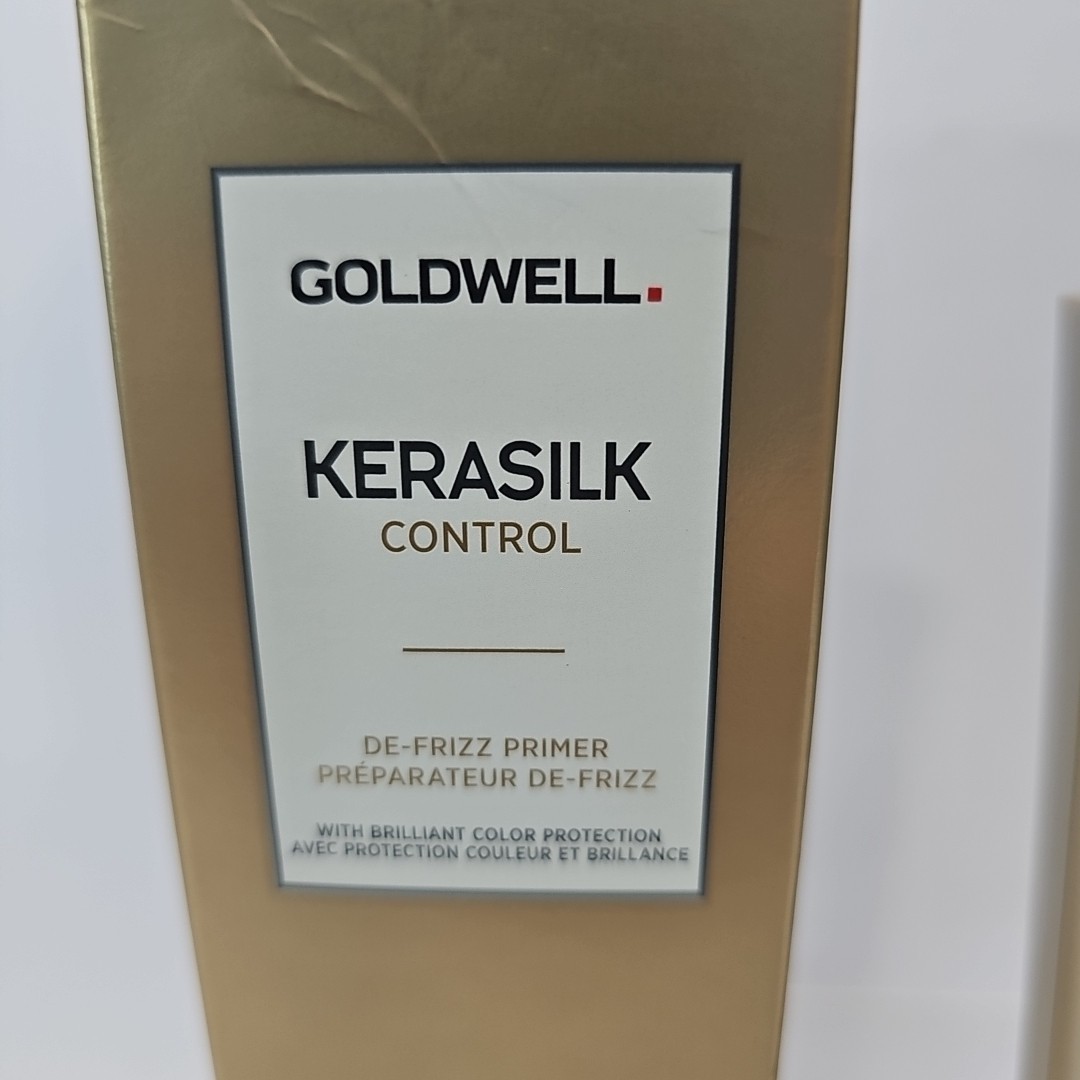 GOLDWELL.
KERASILK
CONTROL
DE-FRIZZ PRIMER
PRÉPARATEUR DE-FRIZZ
WITH BRILLIANT COLOR PROTECTION
AVEC PROTECTION COULEUR ET BRILLANCE